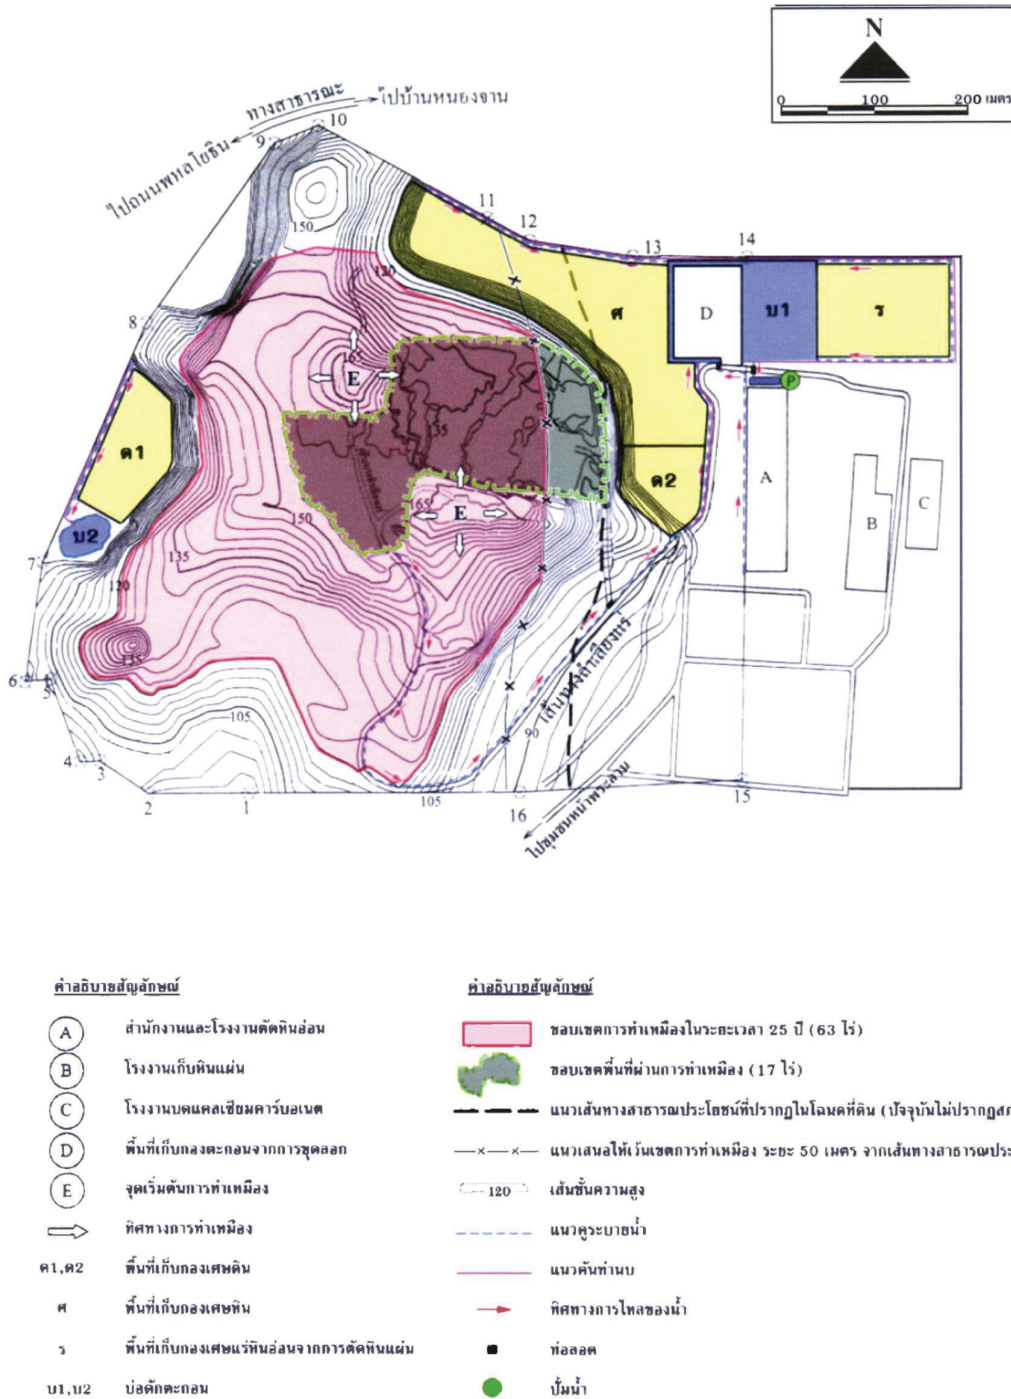 N
0 100 200 เมตร
ทางสาธารณะ
ไปบ้านหนองจาน
ไปถนนพหลโยธิน
9
10
11
12
13
14
150
120
8
165
E
ศ
D
บ1
ร
P
ด1
155
165
E
ด2
A
B
C
บ2
150
135
120
7
135
6
5
105
90
เส้นทางลำเลียงแร่
4
3
2
1
105
16
15
ไปชุมชนหน้าพระลาน
คำอธิบายสัญลักษณ์
A สำนักงานและโรงงานตัดหินอ่อน
B โรงงานเก็บหินแผ่น
C โรงงานบดแคลเซียมคาร์บอเนต
D พื้นที่เก็บกองตะกอนจากการขุดลอก
E จุดเริ่มต้นการทำเหมือง
ทิศทางการทำเหมือง
ด1,ด2 พื้นที่เก็บกองเศษดิน
ศ พื้นที่เก็บกองเศษหิน
ร พื้นที่เก็บกองเศษแร่หินอ่อนจากการตัดหินแผ่น
บ1,บ2 บ่อดักตะกอน
คำอธิบายสัญลักษณ์
ขอบเขตการทำเหมืองในระยะเวลา 25 ปี (63 ไร่)
ขอบเขตพื้นที่ผ่านการทำเหมือง (17 ไร่)
แนวเส้นทางสาธารณประโยชน์ที่ปรากฏในโฉนดที่ดิน (ปัจจุบันไม่ปรากฏสภ
แนวเสนอให้เว้นเขตการทำเหมือง ระยะ 50 เมตร จากเส้นทางสาธารณประ
120 เส้นชั้นความสูง
แนวคูระบายน้ำ
แนวคันทำนบ
ทิศทางการไหลของน้ำ
ท่อลอด
ปั๊มน้ำ